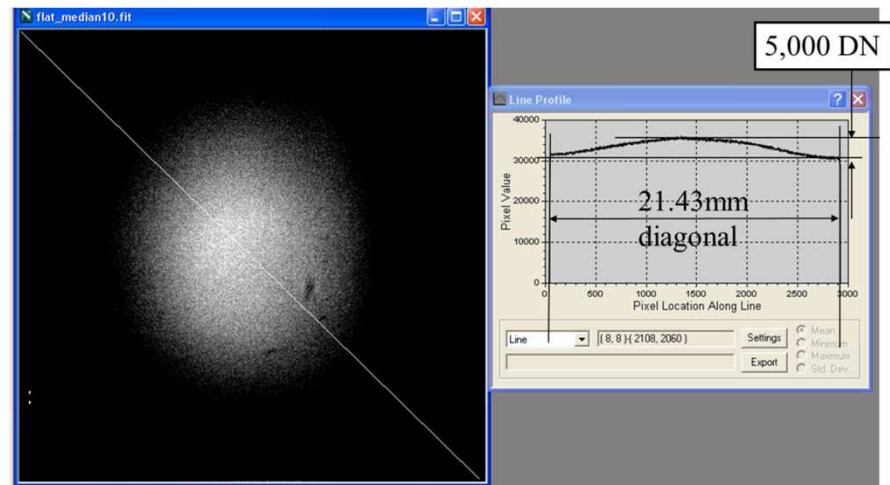 flat_median10.fit
5,000 DN
Line Profile
40000
30000
20000
10000
0
Pixel Value
21.43mm
diagonal
0 500 1000 1500 2000 2500 3000
Pixel Location Along Line
Line
( 8, 8 )-( 2108, 2060 )
Settings
Export
Mean
Minimum
Maximum
Std. Dev.